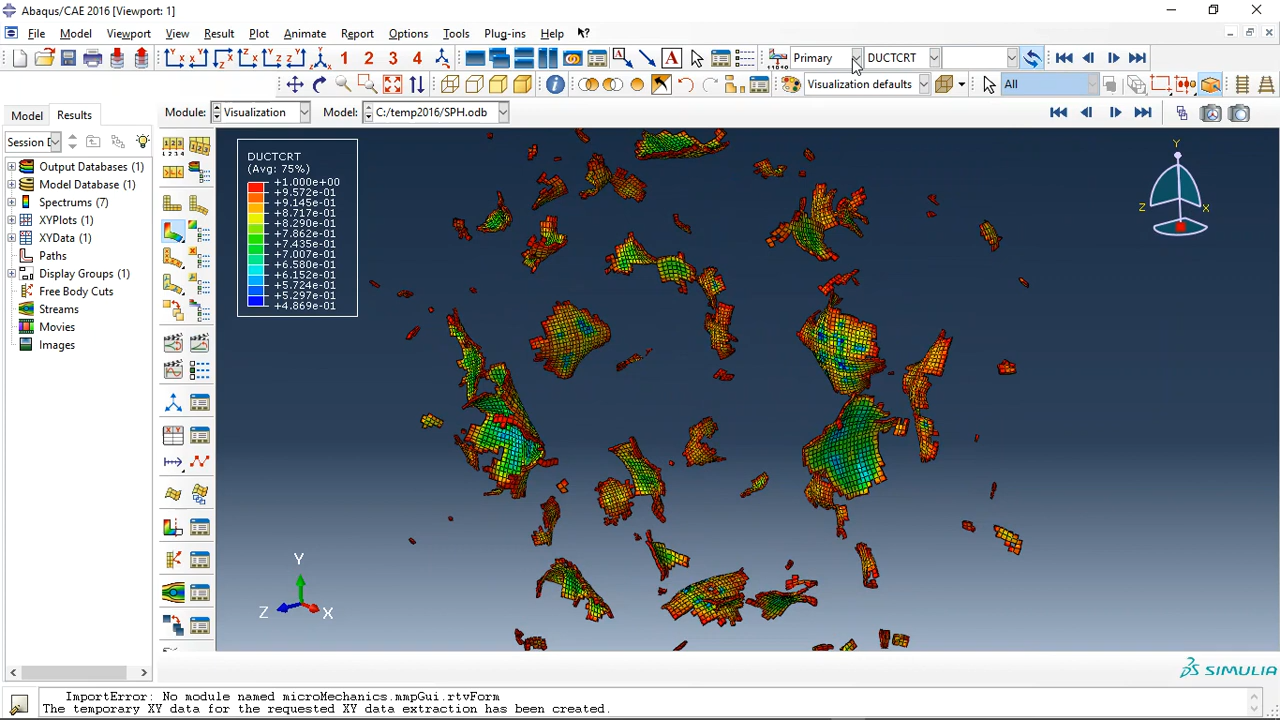 Abaqus/CAE 2016 [Viewport: 1]
File Model Viewport View Result Plot Animate Report Options Tools Plug-ins Help
1 2 3 4 A Primary DUCTCRT
Visualization defaults All
Module: Visualization Model: C:/temp2016/SPH.odb
Model Results
Session D
Output Databases (1)
Model Database (1)
Spectrums (7)
XYPlots (1)
XYData (1)
Paths
Display Groups (1)
Free Body Cuts
Streams
Movies
Images
DUCTCRT
(Avg: 75%)
+1.000e+00
+9.572e-01
+9.145e-01
+8.717e-01
+8.290e-01
+7.862e-01
+7.435e-01
+7.007e-01
+6.580e-01
+6.152e-01
+5.724e-01
+5.297e-01
+4.869e-01
Y
Z X
Y
Z X
SIMULIA
ImportError: No module named microMechanics.mmpGui.rtvForm
The temporary XY data for the requested XY data extraction has been created.